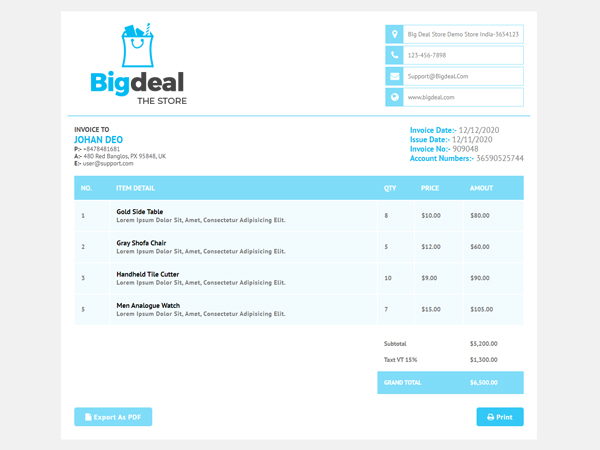 Bigdeal
THE STORE
Big Deal Store Demo Store India-3654123
123-456-7898
Support@Bigdeal.Com
www.bigdeal.com
INVOICE TO
JOHAN DEO
P:- +8478481681
A:- 480 Red Banglos, PX 95848, UK
E:- user@support.com
Invoice Date:- 12/12/2020
Issue Date:- 12/11/2020
Invoice No:- 909048
Account Numbers:- 36590525744
NO. ITEM DETAIL QTY PRICE AMOUT
1 Gold Side Table 8 $10.00 $80.00
Lorem Ipsum Dolor Sit, Amet, Consectetur Adipisicing Elit.
2 Gray Shofa Chair 5 $12.00 $60.00
Lorem Ipsum Dolor Sit, Amet, Consectetur Adipisicing Elit.
3 Handheld Tile Cutter 10 $9.00 $90.00
Lorem Ipsum Dolor Sit, Amet, Consectetur Adipisicing Elit.
5 Men Analogue Watch 7 $15.00 $105.00
Lorem Ipsum Dolor Sit, Amet, Consectetur Adipisicing Elit.
Subtotal $5,200.00
Taxt VT 15% $1,300.00
GRAND TOTAL $6,500.00
Export As PDF
Print